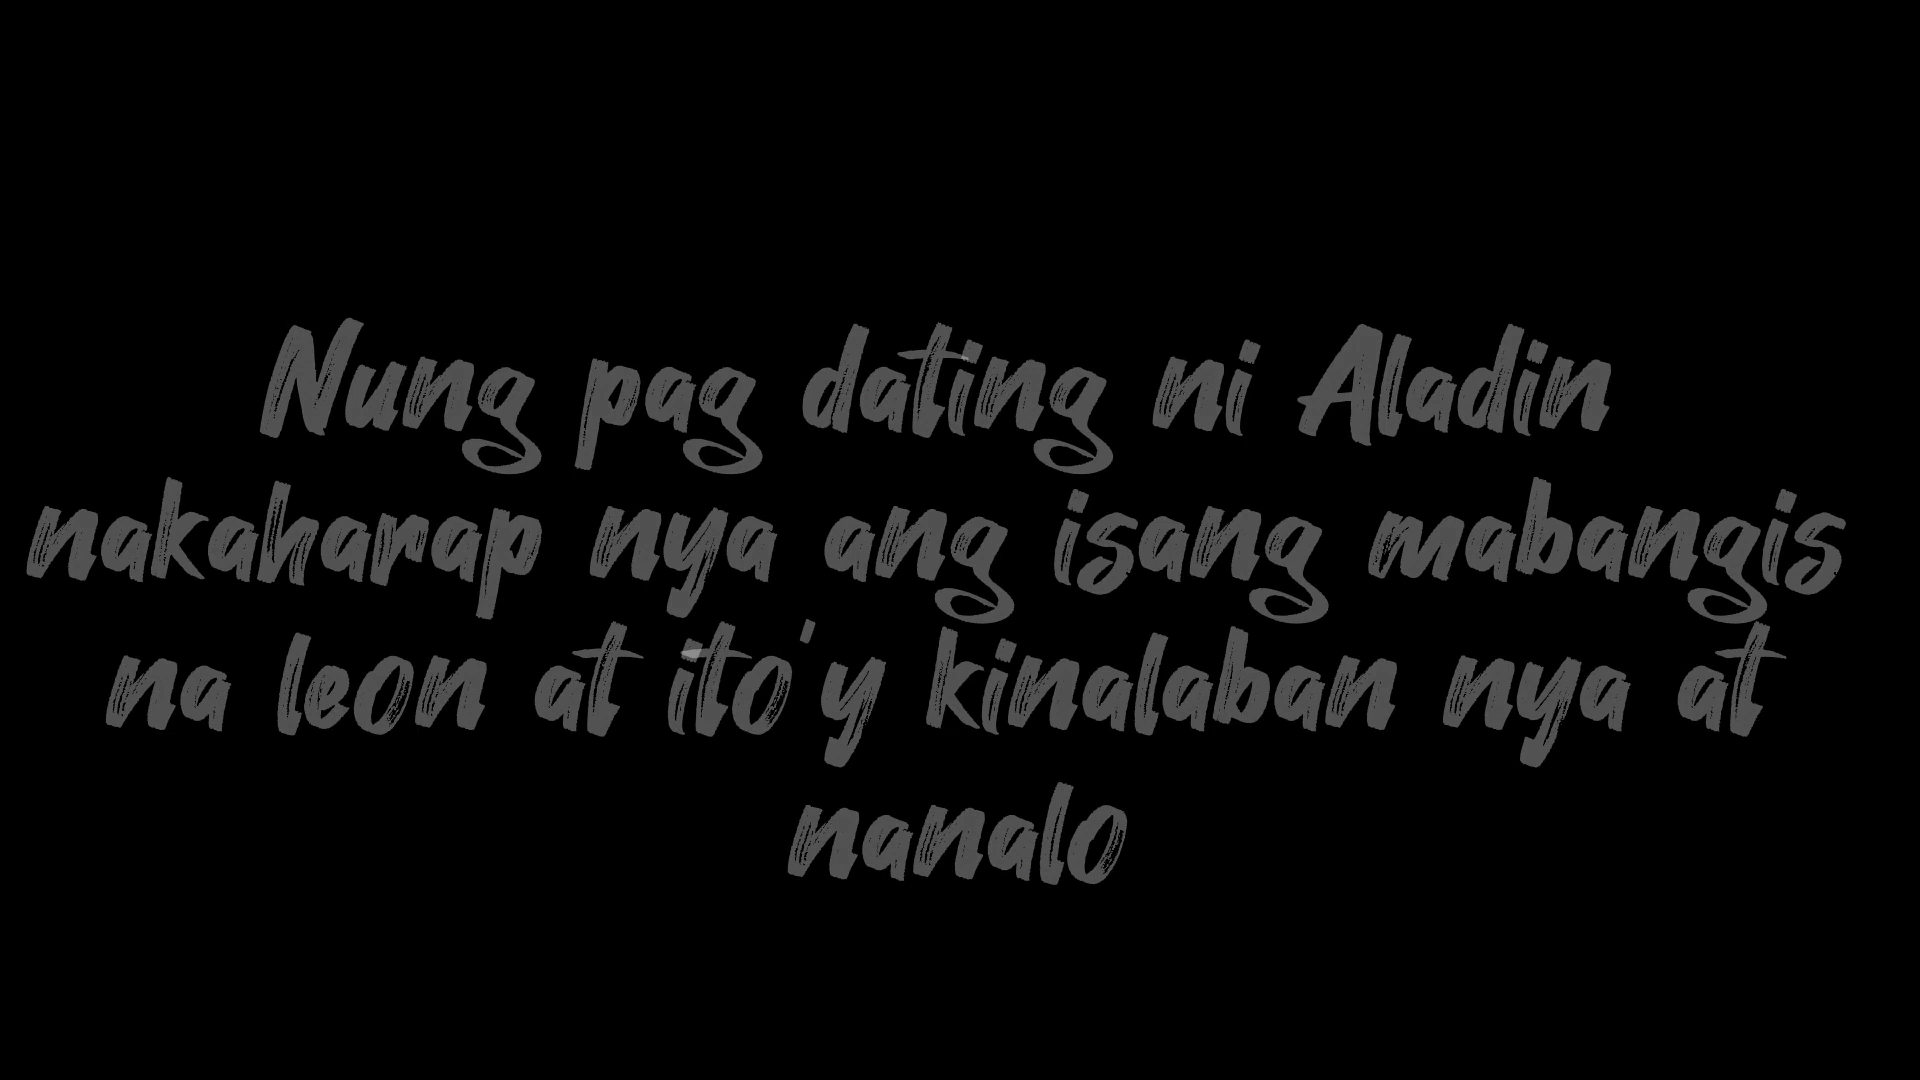 Nung pag dating ni Aladin
nakaharap nya ang isang mabangis
na leon at ito'y kinalaban nya at
nanalo